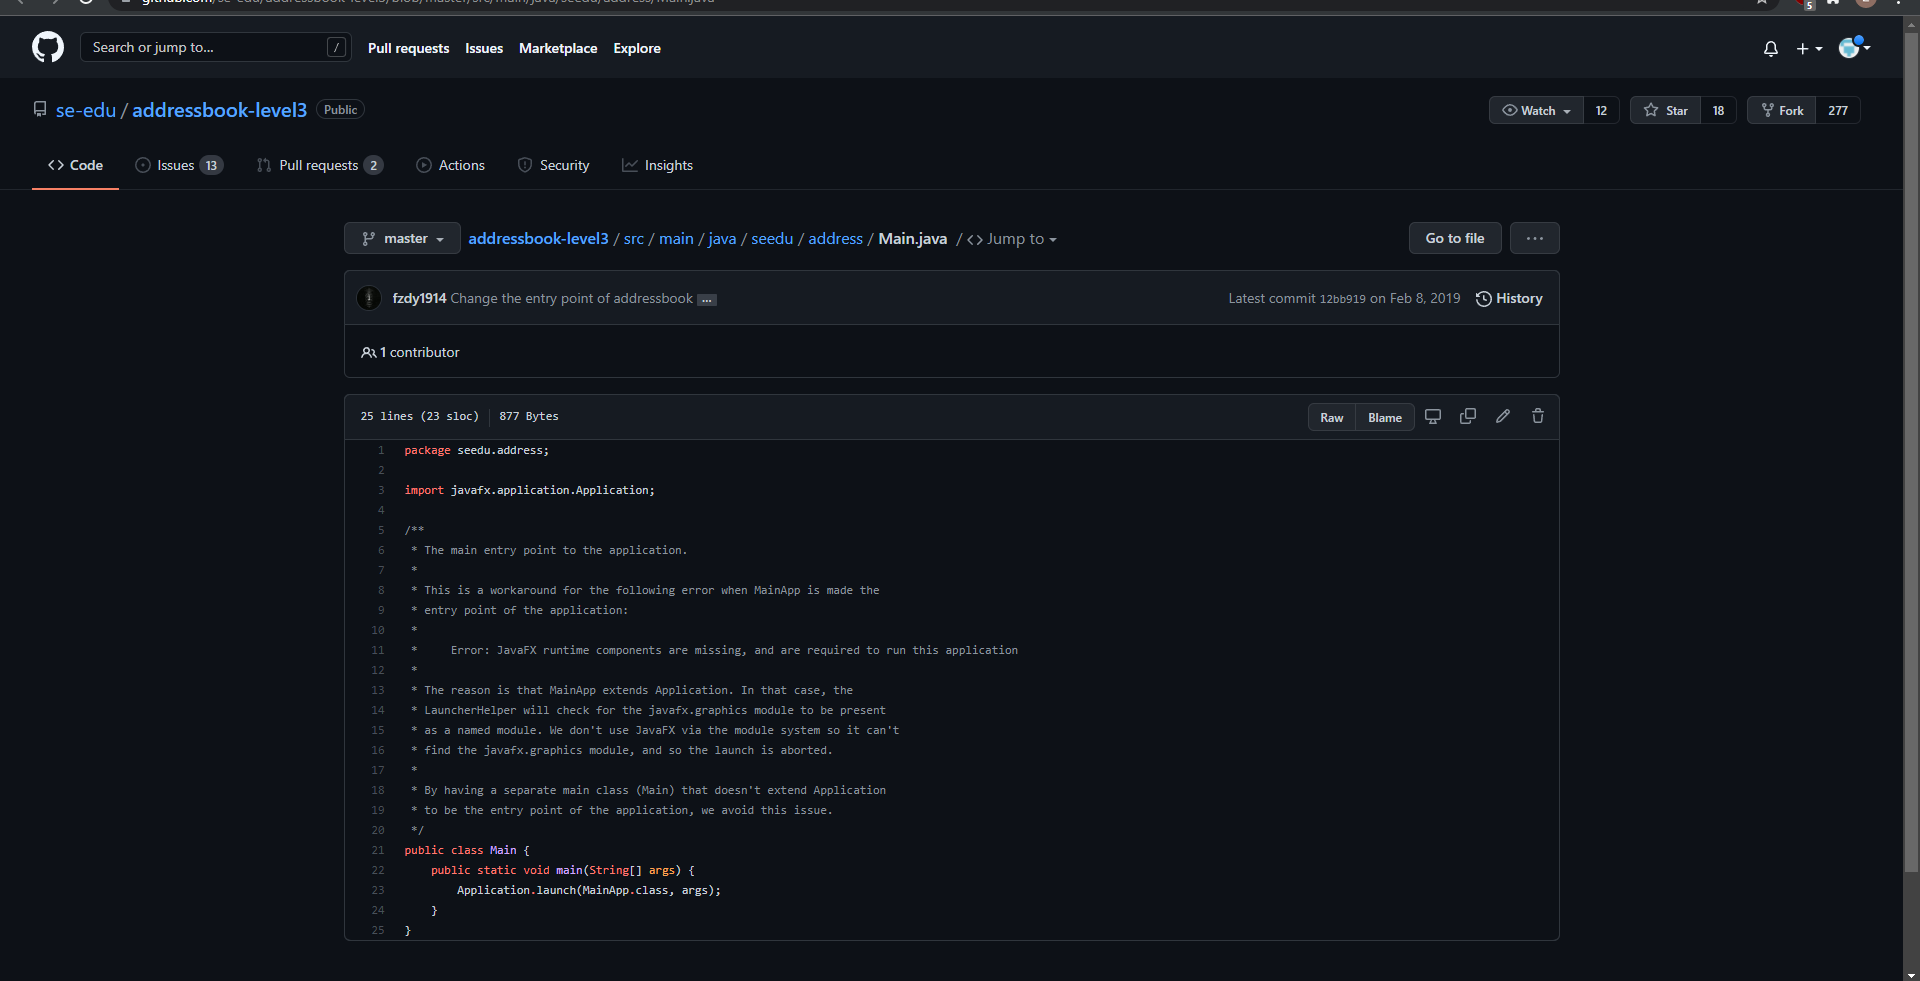 github.com/se-edu/addressbook-level3/blob/master/src/main/java/seedu/address/Main.java
5
Search or jump to... /
Pull requests Issues Marketplace Explore
se-edu / addressbook-level3 Public
Watch 12 Star 18 Fork 277
Code Issues 13 Pull requests 2 Actions Security Insights
master addressbook-level3 / src / main / java / seedu / address / Main.java / <> Jump to
Go to file ...
fzdy1914 Change the entry point of addressbook ...
Latest commit 12bb919 on Feb 8, 2019 History
1 contributor
25 lines (23 sloc) 877 Bytes
Raw Blame
1 package seedu.address;
2
3 import javafx.application.Application;
4
5 /**
6 * The main entry point to the application.
7 *
8 * This is a workaround for the following error when MainApp is made the
9 * entry point of the application:
10 *
11 *     Error: JavaFX runtime components are missing, and are required to run this application
12 *
13 * The reason is that MainApp extends Application. In that case, the
14 * LauncherHelper will check for the javafx.graphics module to be present
15 * as a named module. We don't use JavaFX via the module system so it can't
16 * find the javafx.graphics module, and so the launch is aborted.
17 *
18 * By having a separate main class (Main) that doesn't extend Application
19 * to be the entry point of the application, we avoid this issue.
20 */
21 public class Main {
22     public static void main(String[] args) {
23         Application.launch(MainApp.class, args);
24     }
25 }